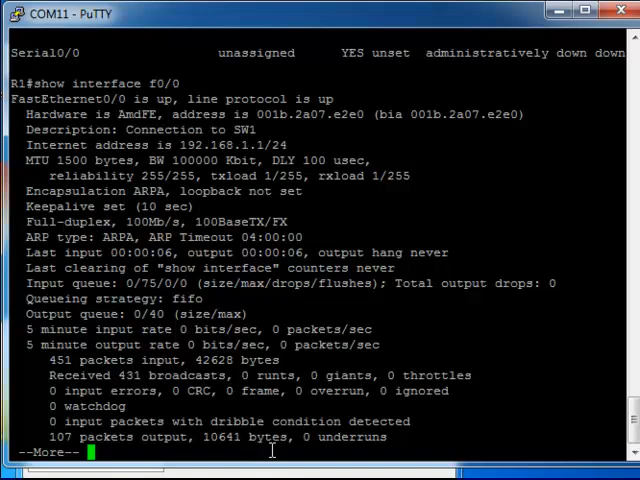 COM11 - PuTTY
Serial0/0 unassigned YES unset administratively down down
R1#show interface f0/0
FastEthernet0/0 is up, line protocol is up
Hardware is AmdFE, address is 001b.2a07.e2e0 (bia 001b.2a07.e2e0)
Description: Connection to SW1
Internet address is 192.168.1.1/24
MTU 1500 bytes, BW 100000 Kbit, DLY 100 usec,
reliability 255/255, txload 1/255, rxload 1/255
Encapsulation ARPA, loopback not set
Keepalive set (10 sec)
Full-duplex, 100Mb/s, 100BaseTX/FX
ARP type: ARPA, ARP Timeout 04:00:00
Last input 00:00:06, output 00:00:06, output hang never
Last clearing of "show interface" counters never
Input queue: 0/75/0/0 (size/max/drops/flushes); Total output drops: 0
Queueing strategy: fifo
Output queue: 0/40 (size/max)
5 minute input rate 0 bits/sec, 0 packets/sec
5 minute output rate 0 bits/sec, 0 packets/sec
451 packets input, 42628 bytes
Received 431 broadcasts, 0 runts, 0 giants, 0 throttles
0 input errors, 0 CRC, 0 frame, 0 overrun, 0 ignored
0 watchdog
0 input packets with dribble condition detected
107 packets output, 10641 bytes, 0 underruns
--More--